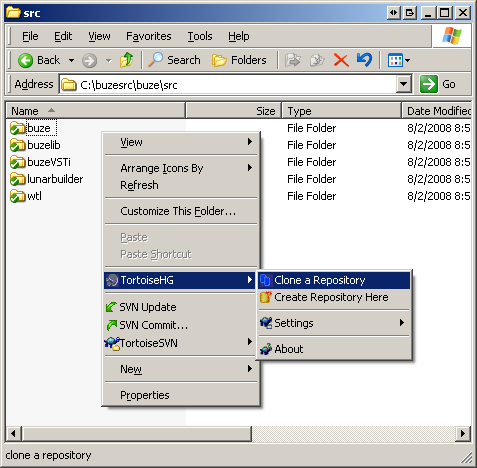 src
File Edit View Favorites Tools Help
Back Search Folders
Address C:\buzesrc\buze\src Go
Name Size Type Date Modified
buze File Folder 8/2/2008 8:5
buzelib File Folder 8/2/2008 8:5
buzeVSTi File Folder 8/2/2008 8:5
lunarbuilder File Folder 8/2/2008 8:5
wtl File Folder 8/2/2008 8:5
View
Arrange Icons By
Refresh
Customize This Folder...
Paste
Paste Shortcut
TortoiseHG
Clone a Repository
Create Repository Here
Settings
About
SVN Update
SVN Commit...
TortoiseSVN
New
Properties
clone a repository